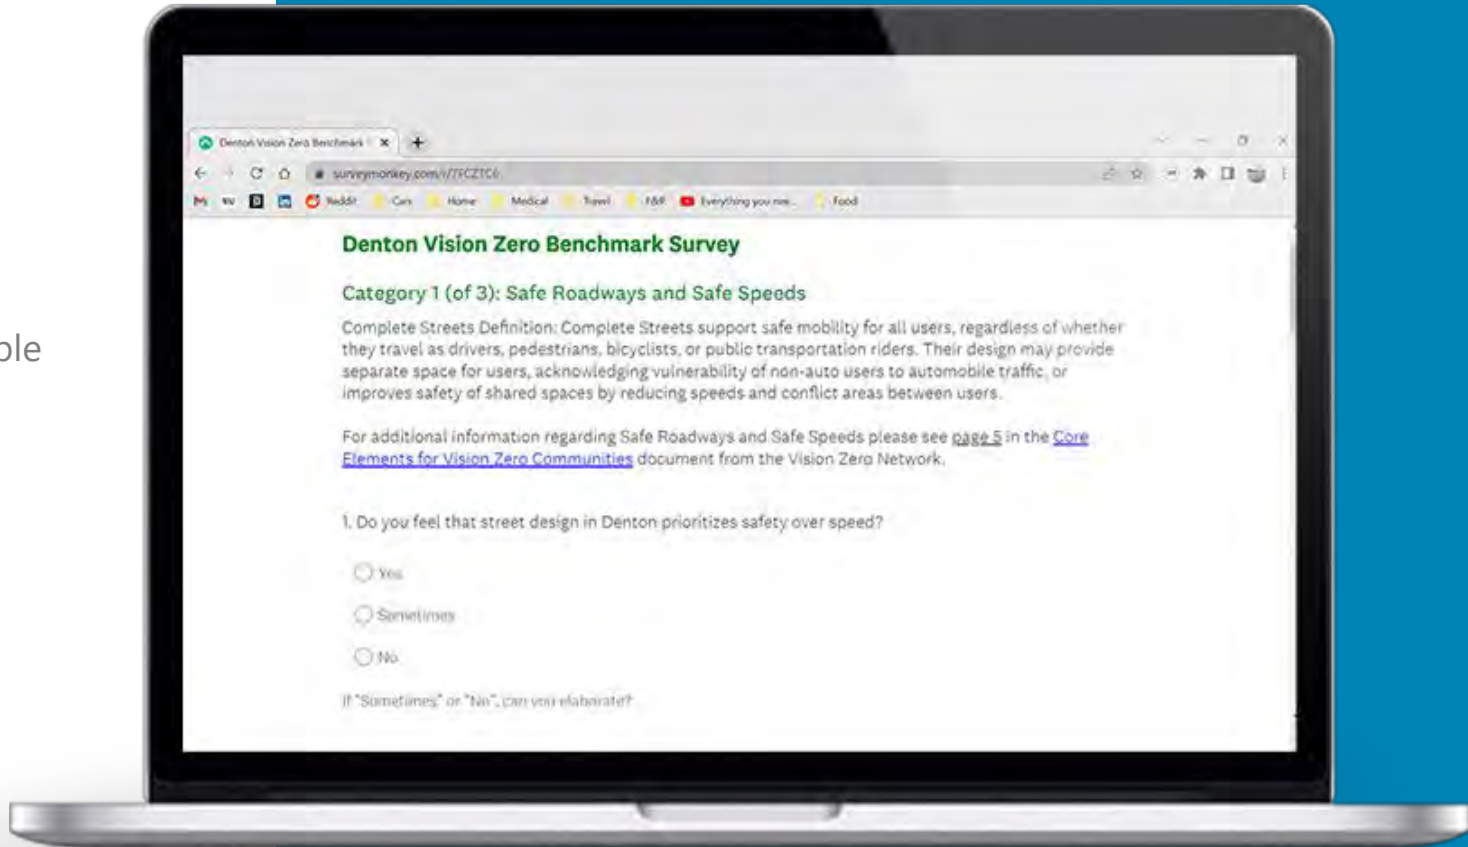 ple
Denton Vision Zero Benchmark
Reddit Cars Home Medical Travel Everything you Food
Denton Vision Zero Benchmark Survey
Category 1 (of 3): Safe Roadways and Safe Speeds
Complete Streets Definition: Complete Streets support safe mobility for all users, regardless of whether
they travel as drivers, pedestrians, bicyclists, or public transportation riders. Their design may provide
separate space for users, acknowledging vulnerability of non-auto users to automobile traffic, or
improves safety of shared spaces by reducing speeds and conflict areas between users.
For additional information regarding Safe Roadways and Safe Speeds please see page 5 in the Core
Elements for Vision Zero Communities document from the Vision Zero Network.
1. Do you feel that street design in Denton prioritizes safety over speed?
Yes
Sometimes
No
If "Sometimes" or "No", can you elaborate?